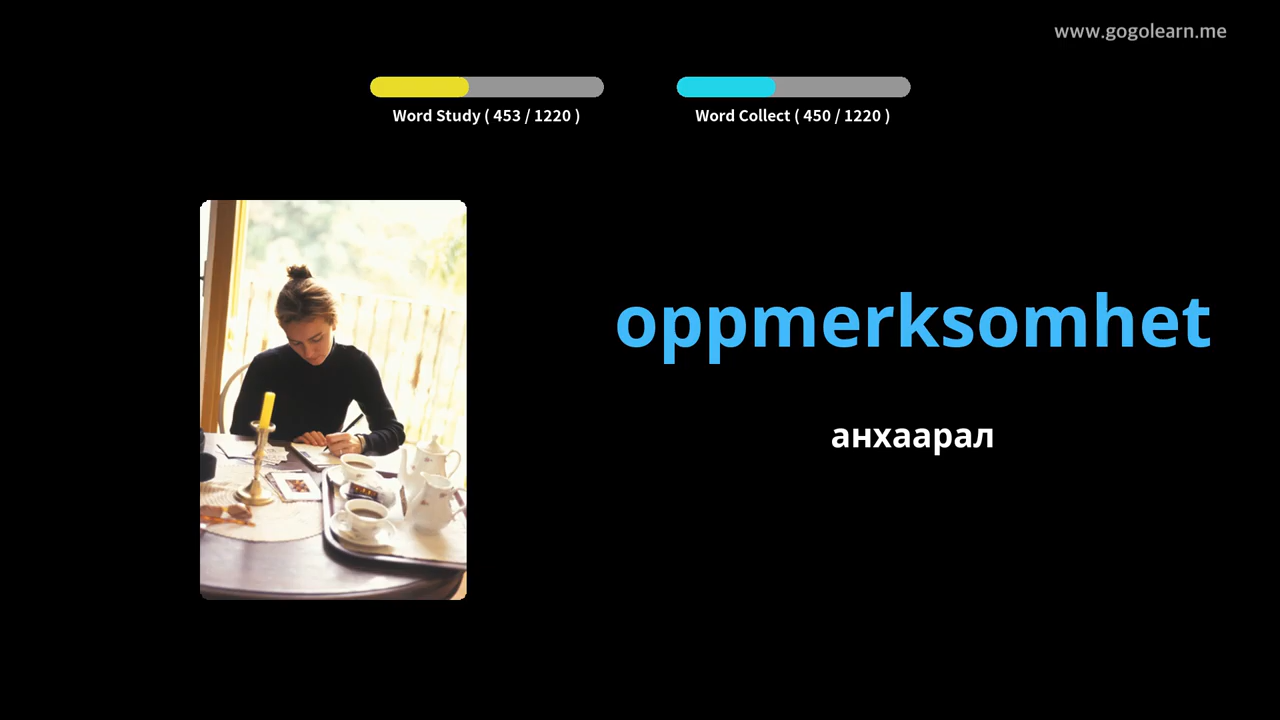 www.gogolearn.me
Word Study ( 453 / 1220 )
Word Collect ( 450 / 1220 )
oppmerksomhet
анхаарал